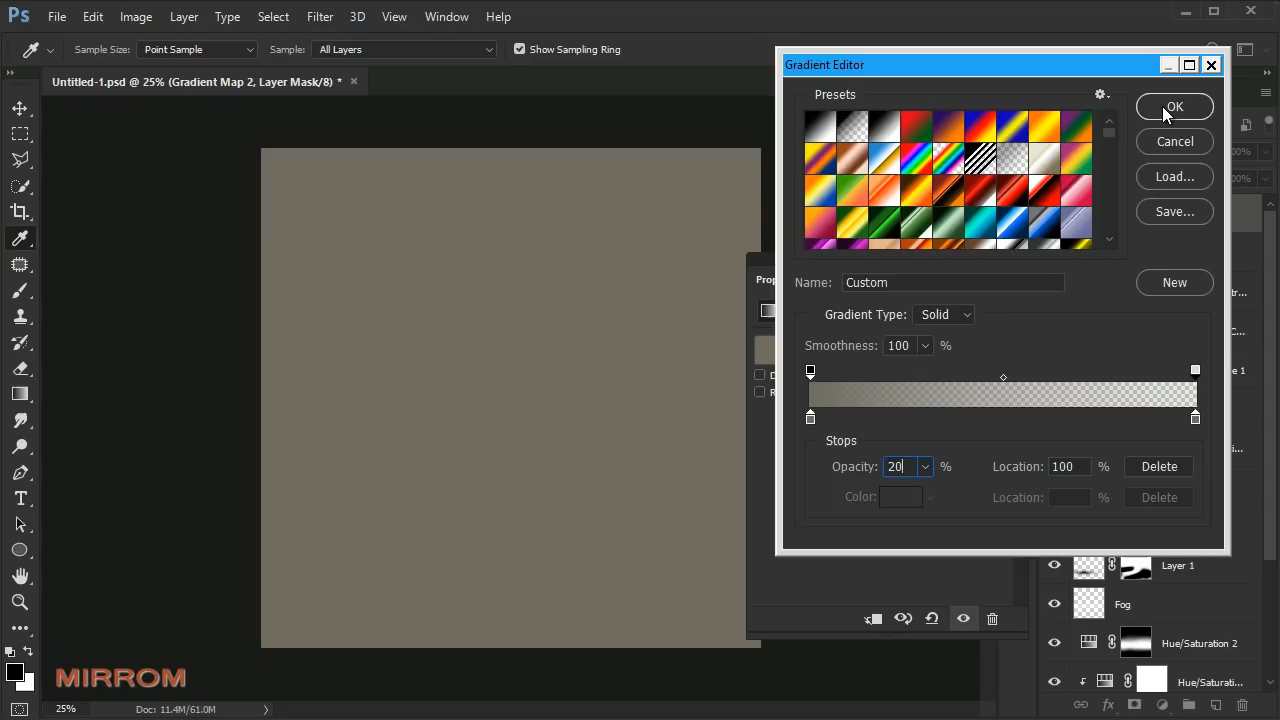 Ps File Edit Image Layer Type Select Filter 3D View Window Help
Sample Size: Point Sample Sample: All Layers Show Sampling Ring
Untitled-1.psd @ 25% (Gradient Map 2, Layer Mask/8) *
Gradient Editor
Presets
OK
Cancel
Load...
Save...
Name: Custom
New
Gradient Type: Solid
Smoothness: 100 %
Stops
Opacity: 20 % Location: 100 % Delete
Color: Location: % Delete
Layer 1
Fog
Hue/Saturation 2
Hue/Saturati...
MIRROM
25% Doc: 11.4M/61.0M